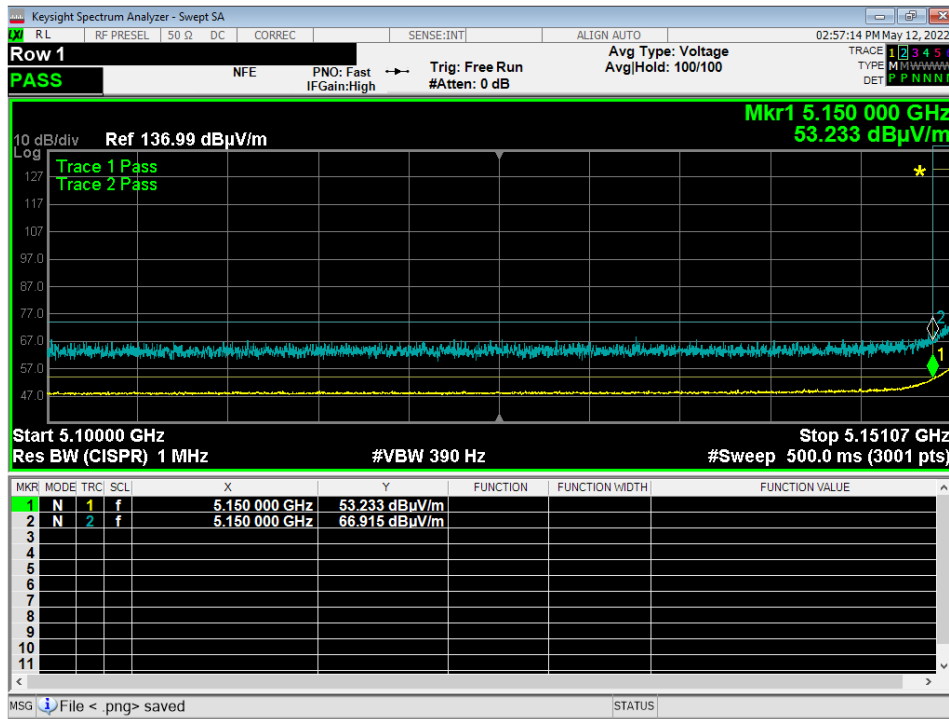 Keysight Spectrum Analyzer - Swept SA
LXI RL RF PRESEL 50 Ω DC CORREC SENSE:INT ALIGN AUTO 02:57:14 PM May 12, 2022
Row 1
PASS
NFE
PNO: Fast
IFGain:High
Trig: Free Run
#Atten: 0 dB
Avg Type: Voltage
Avg|Hold: 100/100
TRACE 1 2 3 4 5
TYPE M M W W W W
DET P P N N N
Mkr1 5.150 000 GHz
53.233 dBµV/m
10 dB/div Ref 136.99 dBµV/m
Log
Trace 1 Pass
Trace 2 Pass
127
117
107
97.0
87.0
77.0
67.0
57.0
47.0
2
1
Start 5.10000 GHz Stop 5.15107 GHz
Res BW (CISPR) 1 MHz #VBW 390 Hz #Sweep 500.0 ms (3001 pts)
MKR MODE TRC SCL X Y FUNCTION FUNCTION WIDTH FUNCTION VALUE
1 N 1 f 5.150 000 GHz 53.233 dBµV/m
2 N 2 f 5.150 000 GHz 66.915 dBµV/m
3
4
5
6
7
8
9
10
11
MSG File < .png> saved STATUS